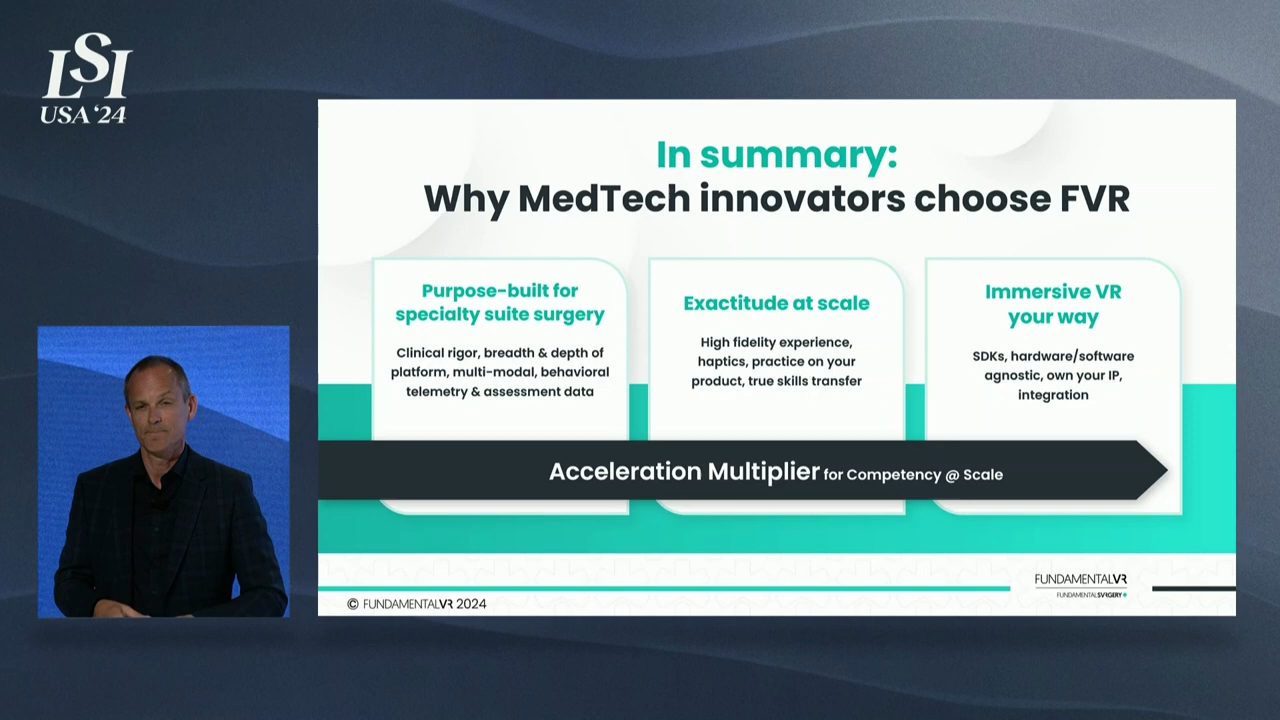 LSI
USA '24
In summary:
Why MedTech innovators choose FVR
Purpose-built for
specialty suite surgery
Clinical rigor, breadth & depth of
platform, multi-modal, behavioral
telemetry & assessment data
Exactitude at scale
High fidelity experience,
haptics, practice on your
product, true skills transfer
Immersive VR
your way
SDKs, hardware/software
agnostic, own your IP,
integration
Acceleration Multiplier for Competency @ Scale
© FUNDAMENTALVR 2024
FUNDAMENTALVR
FUNDAMENTALSURGERY